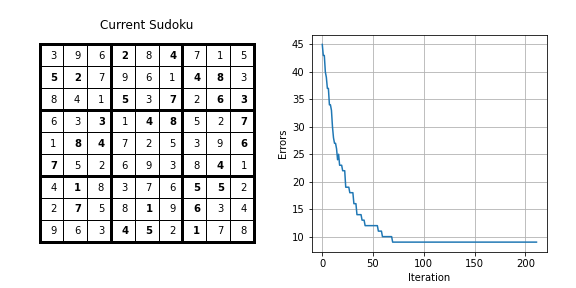 Current Sudoku
3 9 6 2 8 4 7 1 5
5 2 7 9 6 1 4 8 3
8 4 1 5 3 7 2 6 3
6 3 3 1 4 8 5 2 7
1 8 4 7 2 5 3 9 6
7 5 2 6 9 3 8 4 1
4 1 8 3 7 6 5 5 2
2 7 5 8 1 9 6 3 4
9 6 3 4 5 2 1 7 8
Errors
45
40
35
30
25
20
15
10
0 50 100 150 200
Iteration